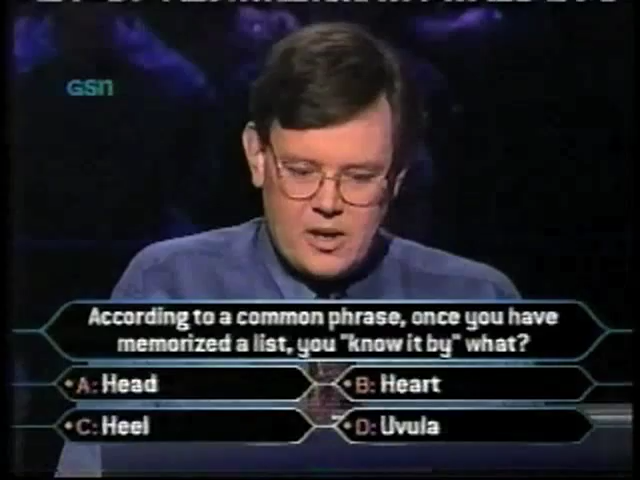 GSN
According to a common phrase, once you have
memorized a list, you "know it by" what?
A: Head
B: Heart
C: Heel
D: Uvula